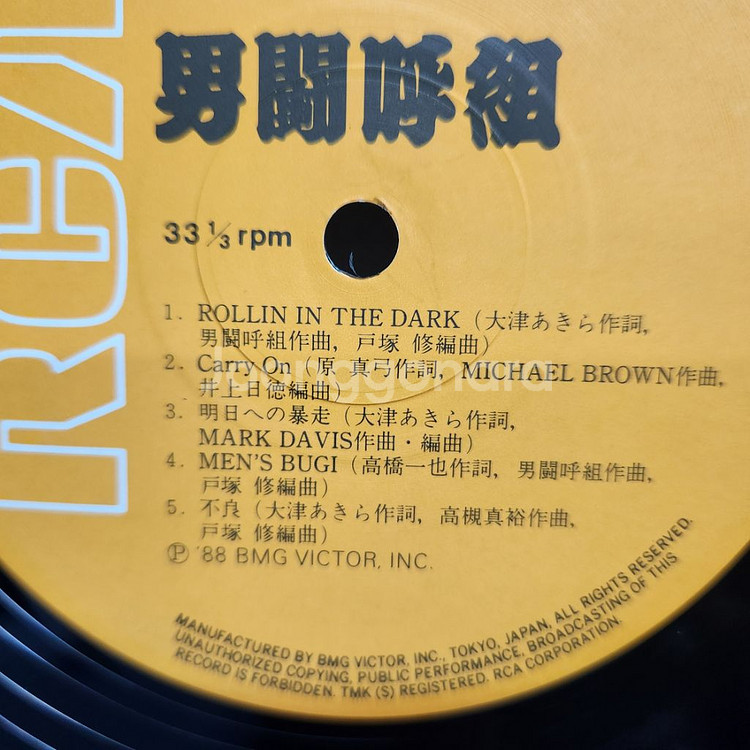 RCA
男闘呼組
33 1/3 rpm
1. ROLLIN IN THE DARK（大津あきら作詞,
男闘呼組作曲, 戸塚 修編曲）
2. Carry On（原 真弓作詞, MICHAEL BROWN作曲,
井上日徳編曲）
3. 明日への暴走（大津あきら作詞,
MARK DAVIS作曲・編曲）
4. MEN'S BUGI（高橋一也作詞, 男闘呼組作曲,
戸塚 修編曲）
5. 不良（大津あきら作詞, 高槻真裕作曲,
戸塚 修編曲）
Ⓟ '88 BMG VICTOR, INC.
MANUFACTURED BY BMG VICTOR, INC., TOKYO, JAPAN, ALL RIGHTS RESERVED.
UNAUTHORIZED COPYING, PUBLIC PERFORMANCE, BROADCASTING OF THIS
RECORD IS FORBIDDEN. TMK (S) REGISTERED. RCA CORPORATION.